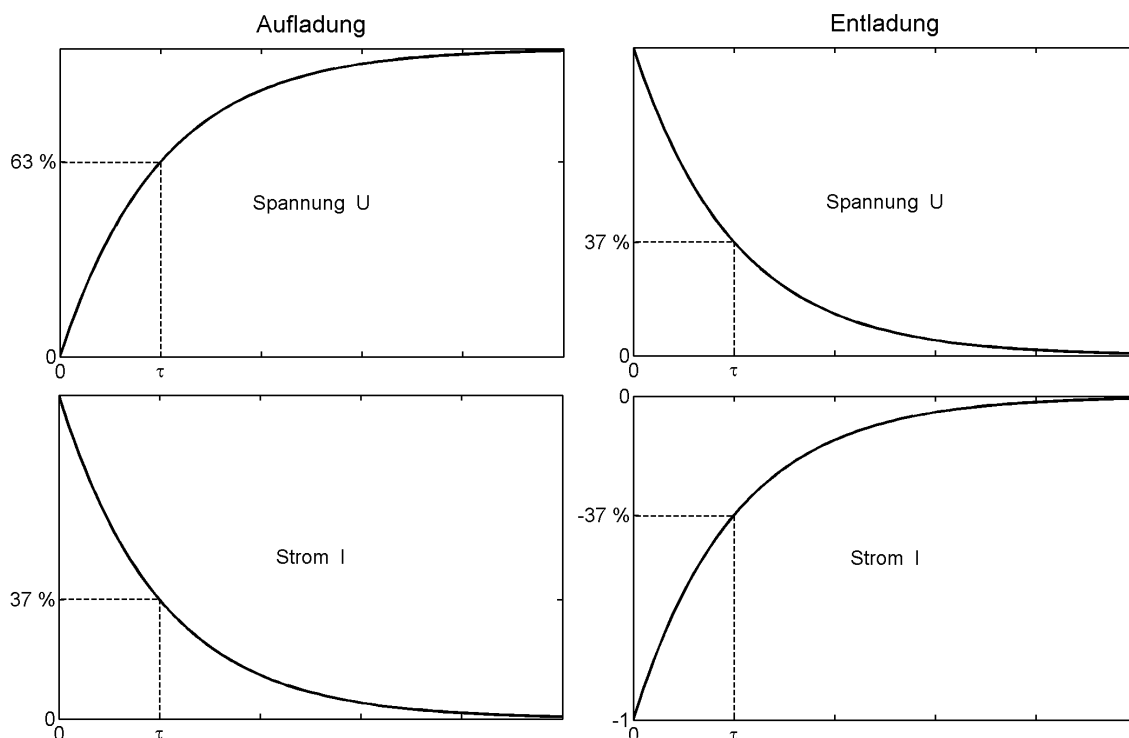 Aufladung
63 %
Spannung U
0
0
τ
Entladung
37 %
Spannung U
0
0
τ
37 %
Strom I
0
0
τ
0
-37 %
Strom I
-1
0
τ